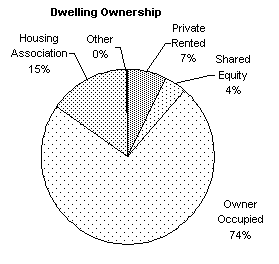 Dwelling Ownership
Housing
Association
15%
Other
0%
Private
Rented
7%
Shared
Equity
4%
Owner
Occupied
74%